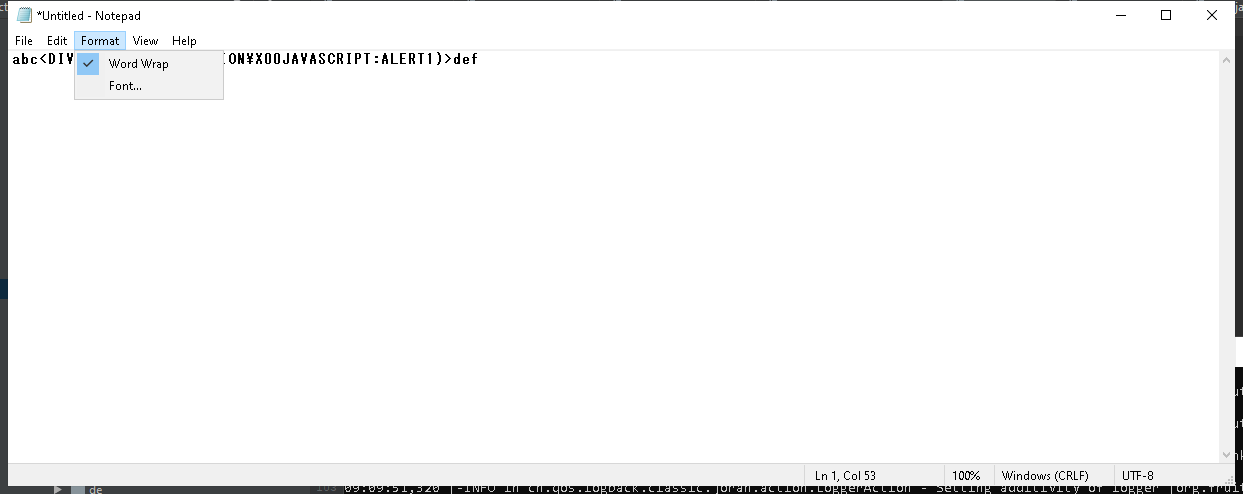 *Untitled - Notepad
File Edit Format View Help
abc<DIV
ION¥X00JAVASCRIPT:ALERT1)>def
Word Wrap
Font...
Ln 1, Col 53 100% Windows (CRLF) UTF-8
de
09:09:51,320 |-INFO in ch.qos.logback.classic.joran.action.LoggerAction - Setting additivity of logger [org.fruit